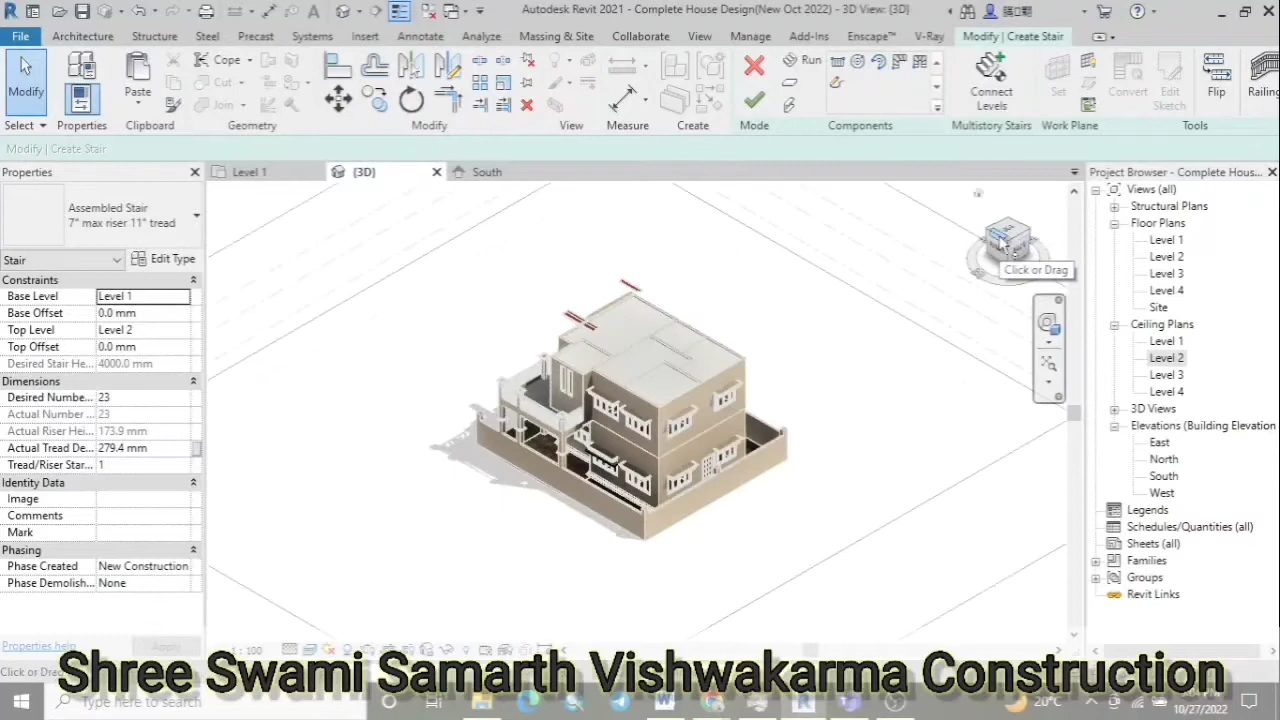 Autodesk Revit 2021 - Complete House Design(New Oct 2022) - 3D View: {3D}
File Architecture Structure Steel Precast Systems Insert Annotate Analyze Massing & Site Collaborate View Manage Add-Ins Enscape™ V-Ray Modify | Create Stair
Modify Paste Cope Cut Join Run Connect Levels Set Convert Edit Sketch Flip Railing
Select Properties Clipboard Geometry Modify View Measure Create Mode Components Multistory Stairs Work Plane Tools
Modify | Create Stair
Properties
Assembled Stair
7" max riser 11" tread
Stair Edit Type
Constraints
Base Level Level 1
Base Offset 0.0 mm
Top Level Level 2
Top Offset 0.0 mm
Desired Stair He... 4000.0 mm
Dimensions
Desired Numbe... 23
Actual Number ... 23
Actual Riser Hei... 173.9 mm
Actual Tread De... 279.4 mm
Tread/Riser Star... 1
Identity Data
Image
Comments
Mark
Phasing
Phase Created New Construction
Phase Demolish... None
Properties help Apply
Level 1 {3D} South
Click or Drag
1 : 100
Project Browser - Complete Hous...
Views (all)
Structural Plans
Floor Plans
Level 1
Level 2
Level 3
Level 4
Site
Ceiling Plans
Level 1
Level 2
Level 3
Level 4
3D Views
Elevations (Building Elevation
East
North
South
West
Legends
Schedules/Quantities (all)
Sheets (all)
Families
Groups
Revit Links
Click or Drag
Shree Swami Samarth Vishwakarma Construction
Type here to search
20°C
10/27/2022